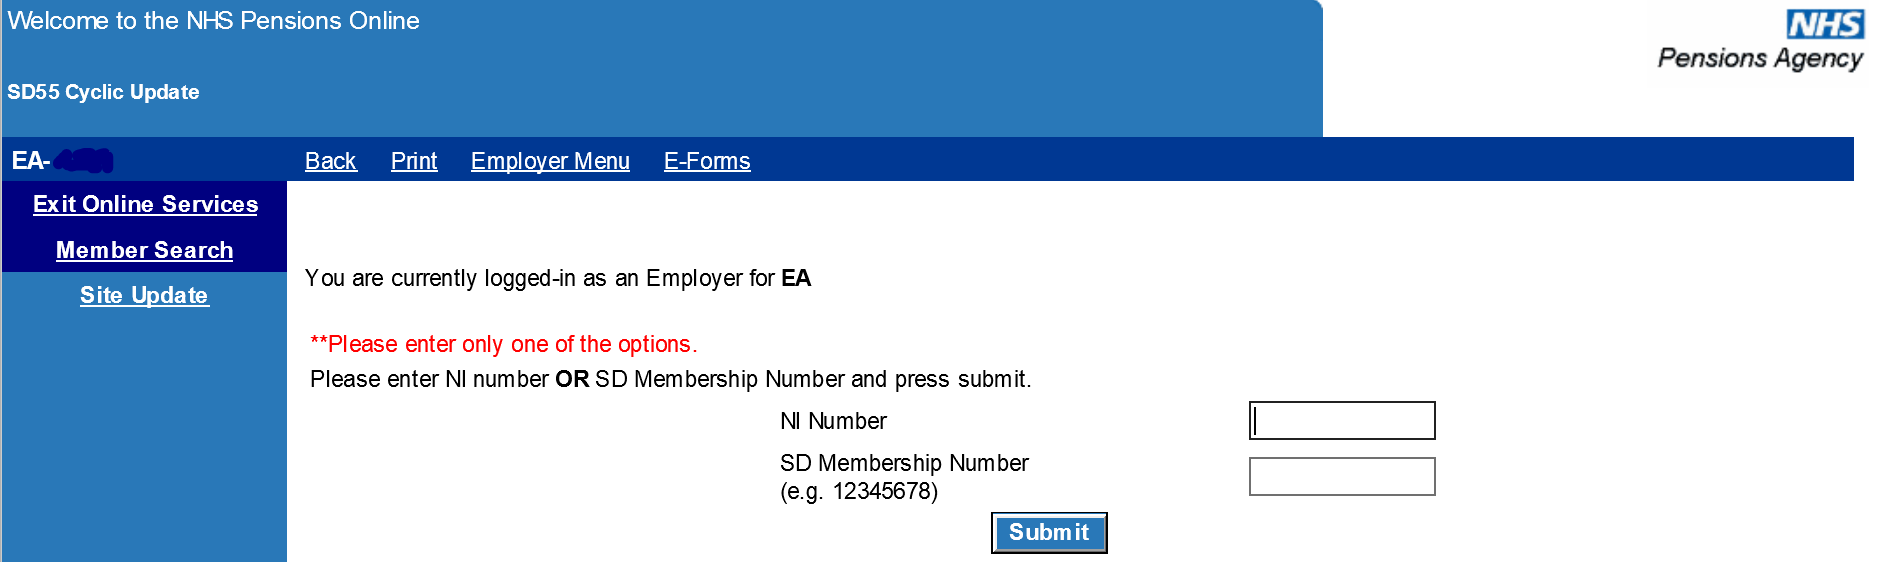 Welcome to the NHS Pensions Online
NHS
Pensions Agency
SD55 Cyclic Update
EA-
Back Print Employer Menu E-Forms
Exit Online Services
Member Search
Site Update
You are currently logged-in as an Employer for EA
**Please enter only one of the options.
Please enter NI number OR SD Membership Number and press submit.
NI Number
SD Membership Number
(e.g. 12345678)
Submit